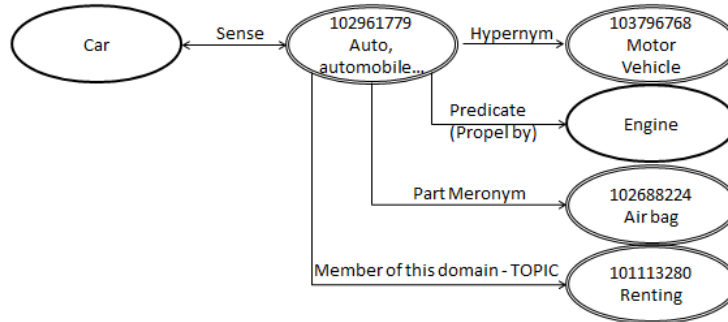 Car
Sense
102961779
Auto,
automobile...
Hypernym
103796768
Motor
Vehicle
Predicate
(Propel by)
Engine
Part Meronym
102688224
Air bag
Member of this domain - TOPIC
101113280
Renting